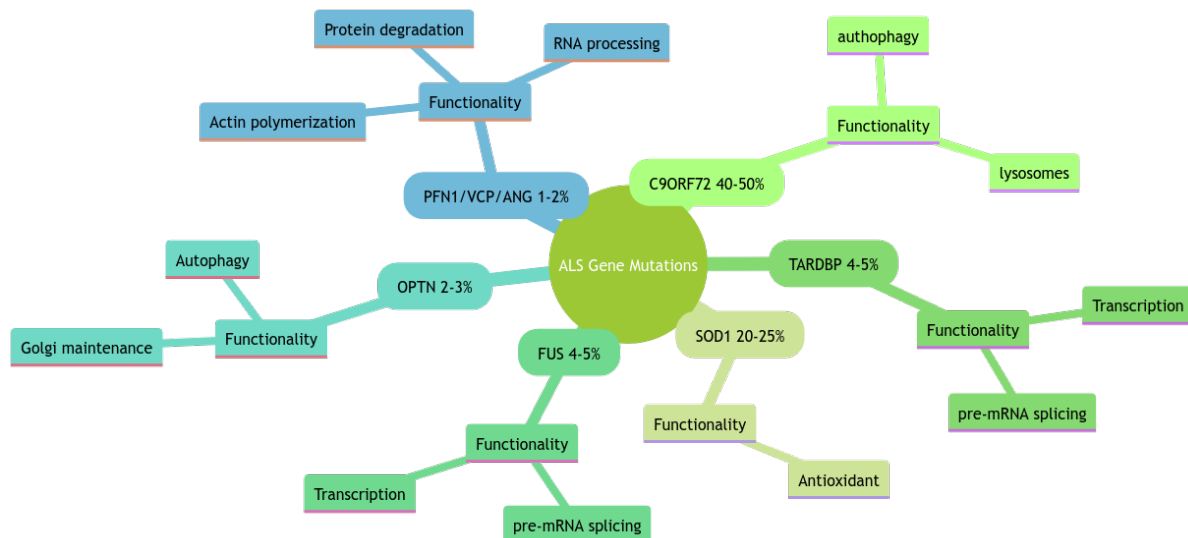 Protein degradation
RNA processing
authophagy
Functionality
Actin polymerization
Functionality
lysosomes
C9ORF72 40-50%
PFN1/VCP/ANG 1-2%
Autophagy
ALS Gene Mutations
TARDBP 4-5%
OPTN 2-3%
Transcription
Golgi maintenance
Functionality
FUS 4-5%
SOD1 20-25%
Functionality
pre-mRNA splicing
Functionality
Functionality
Antioxidant
Transcription
pre-mRNA splicing